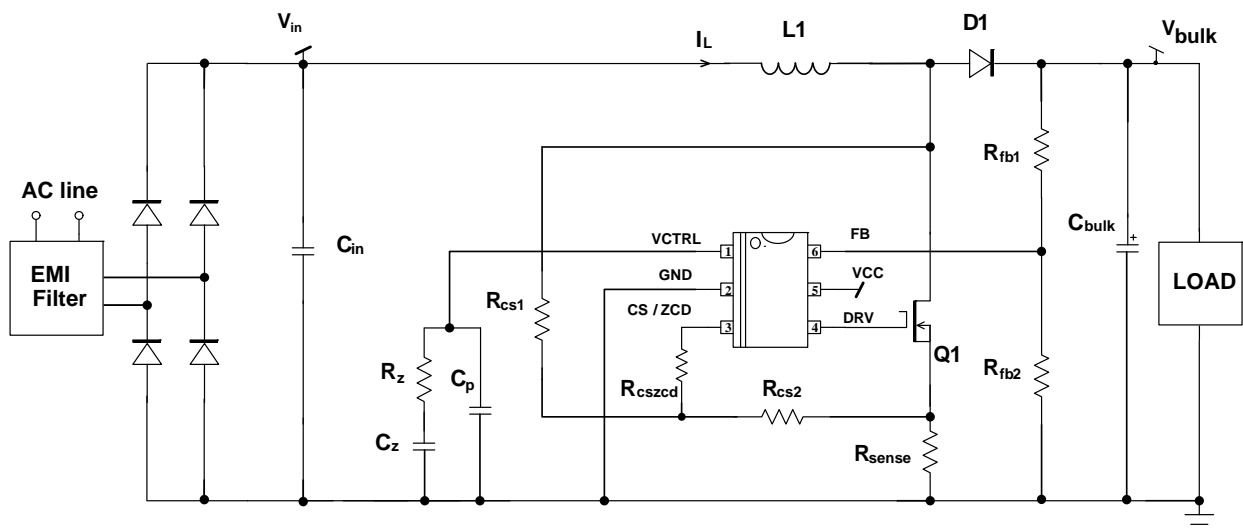 Vin
IL
L1
D1
Vbulk
Rfb1
AC line
EMI
Filter
Cin
VCTRL
GND
CS / ZCD
1
2
3
6
5
4
FB
VCC
DRV
Cbulk
+
LOAD
Rcs1
Q1
Rz
Cp
Rcszcd
Rcs2
Rfb2
Cz
Rsense